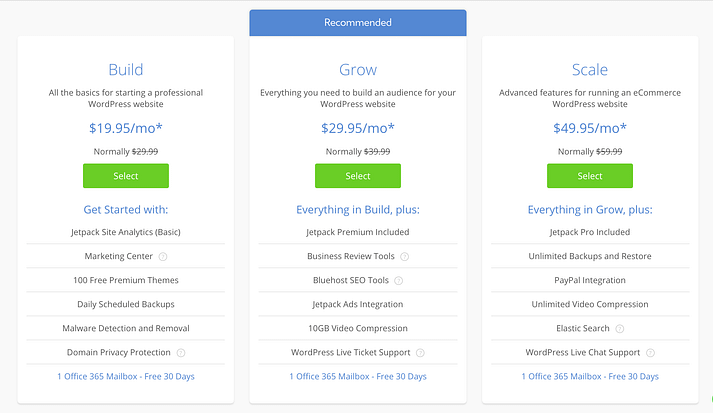 Recommended
Build
All the basics for starting a professional
WordPress website
$19.95/mo*
Normally $29.99
Select
Get Started with:
Jetpack Site Analytics (Basic)
Marketing Center ?
100 Free Premium Themes
Daily Scheduled Backups
Malware Detection and Removal
Domain Privacy Protection ?
1 Office 365 Mailbox - Free 30 Days
Grow
Everything you need to build an audience for your
WordPress website
$29.95/mo*
Normally $39.99
Select
Everything in Build, plus:
Jetpack Premium Included
Business Review Tools ?
Bluehost SEO Tools ?
Jetpack Ads Integration
10GB Video Compression
WordPress Live Ticket Support ?
1 Office 365 Mailbox - Free 30 Days
Scale
Advanced features for running an eCommerce
WordPress website
$49.95/mo*
Normally $59.99
Select
Everything in Grow, plus:
Jetpack Pro Included
Unlimited Backups and Restore
PayPal Integration
Unlimited Video Compression
Elastic Search ?
WordPress Live Chat Support ?
1 Office 365 Mailbox - Free 30 Days